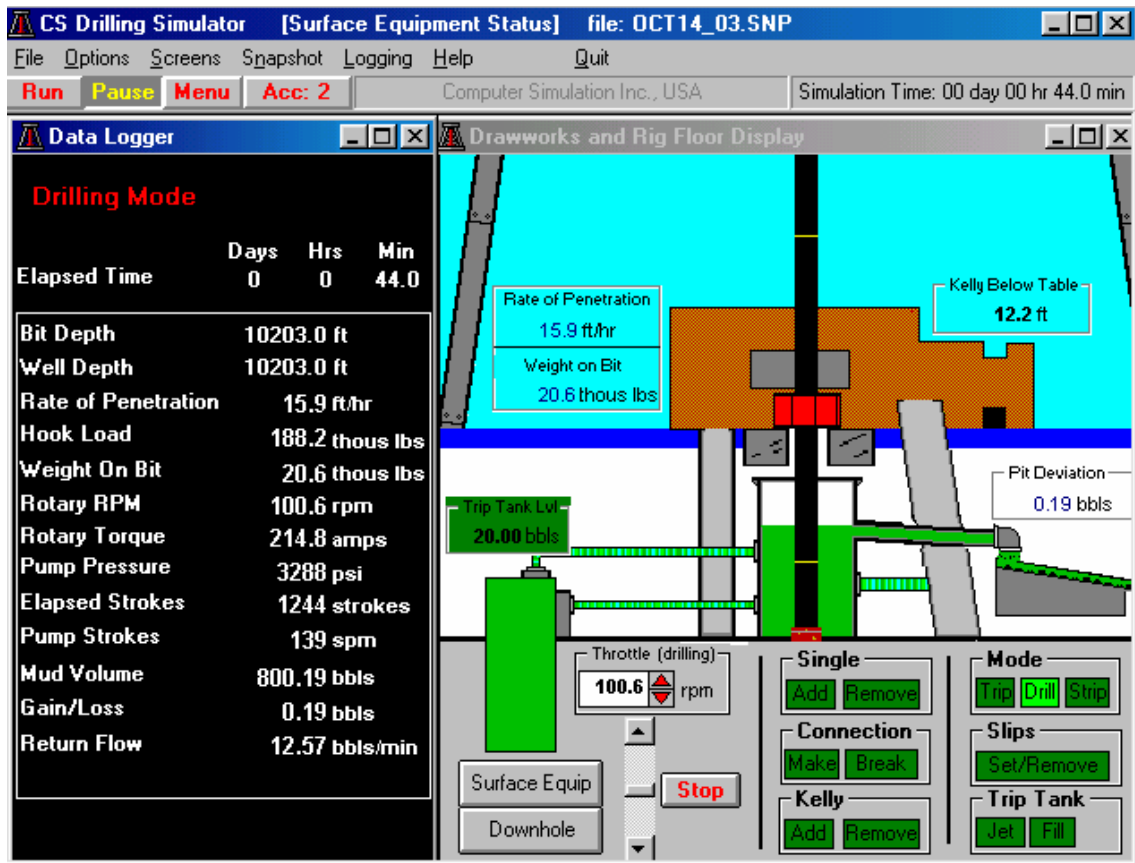 CS Drilling Simulator [Surface Equipment Status] file: OCT14_03.SNP
File Options Screens Snapshot Logging Help Quit
Run Pause Menu Acc: 2 Computer Simulation Inc., USA Simulation Time: 00 day 00 hr 44.0 min
Data Logger
Drilling Mode
Days Hrs Min
Elapsed Time 0 0 44.0
Bit Depth 10203.0 ft
Well Depth 10203.0 ft
Rate of Penetration 15.9 ft/hr
Hook Load 188.2 thous lbs
Weight On Bit 20.6 thous lbs
Rotary RPM 100.6 rpm
Rotary Torque 214.8 amps
Pump Pressure 3288 psi
Elapsed Strokes 1244 strokes
Pump Strokes 139 spm
Mud Volume 800.19 bbls
Gain/Loss 0.19 bbls
Return Flow 12.57 bbls/min
Drawworks and Rig Floor Display
Rate of Penetration
15.9 ft/hr
Weight on Bit
20.6 thous lbs
Kelly Below Table
12.2 ft
Pit Deviation
0.19 bbls
Trip Tank Lvl
20.00 bbls
Throttle (drilling)
100.6 rpm
Surface Equip
Downhole
Stop
Single
Add Remove
Connection
Make Break
Kelly
Add Remove
Mode
Trip Drill Strip
Slips
Set/Remove
Trip Tank
Jet Fill